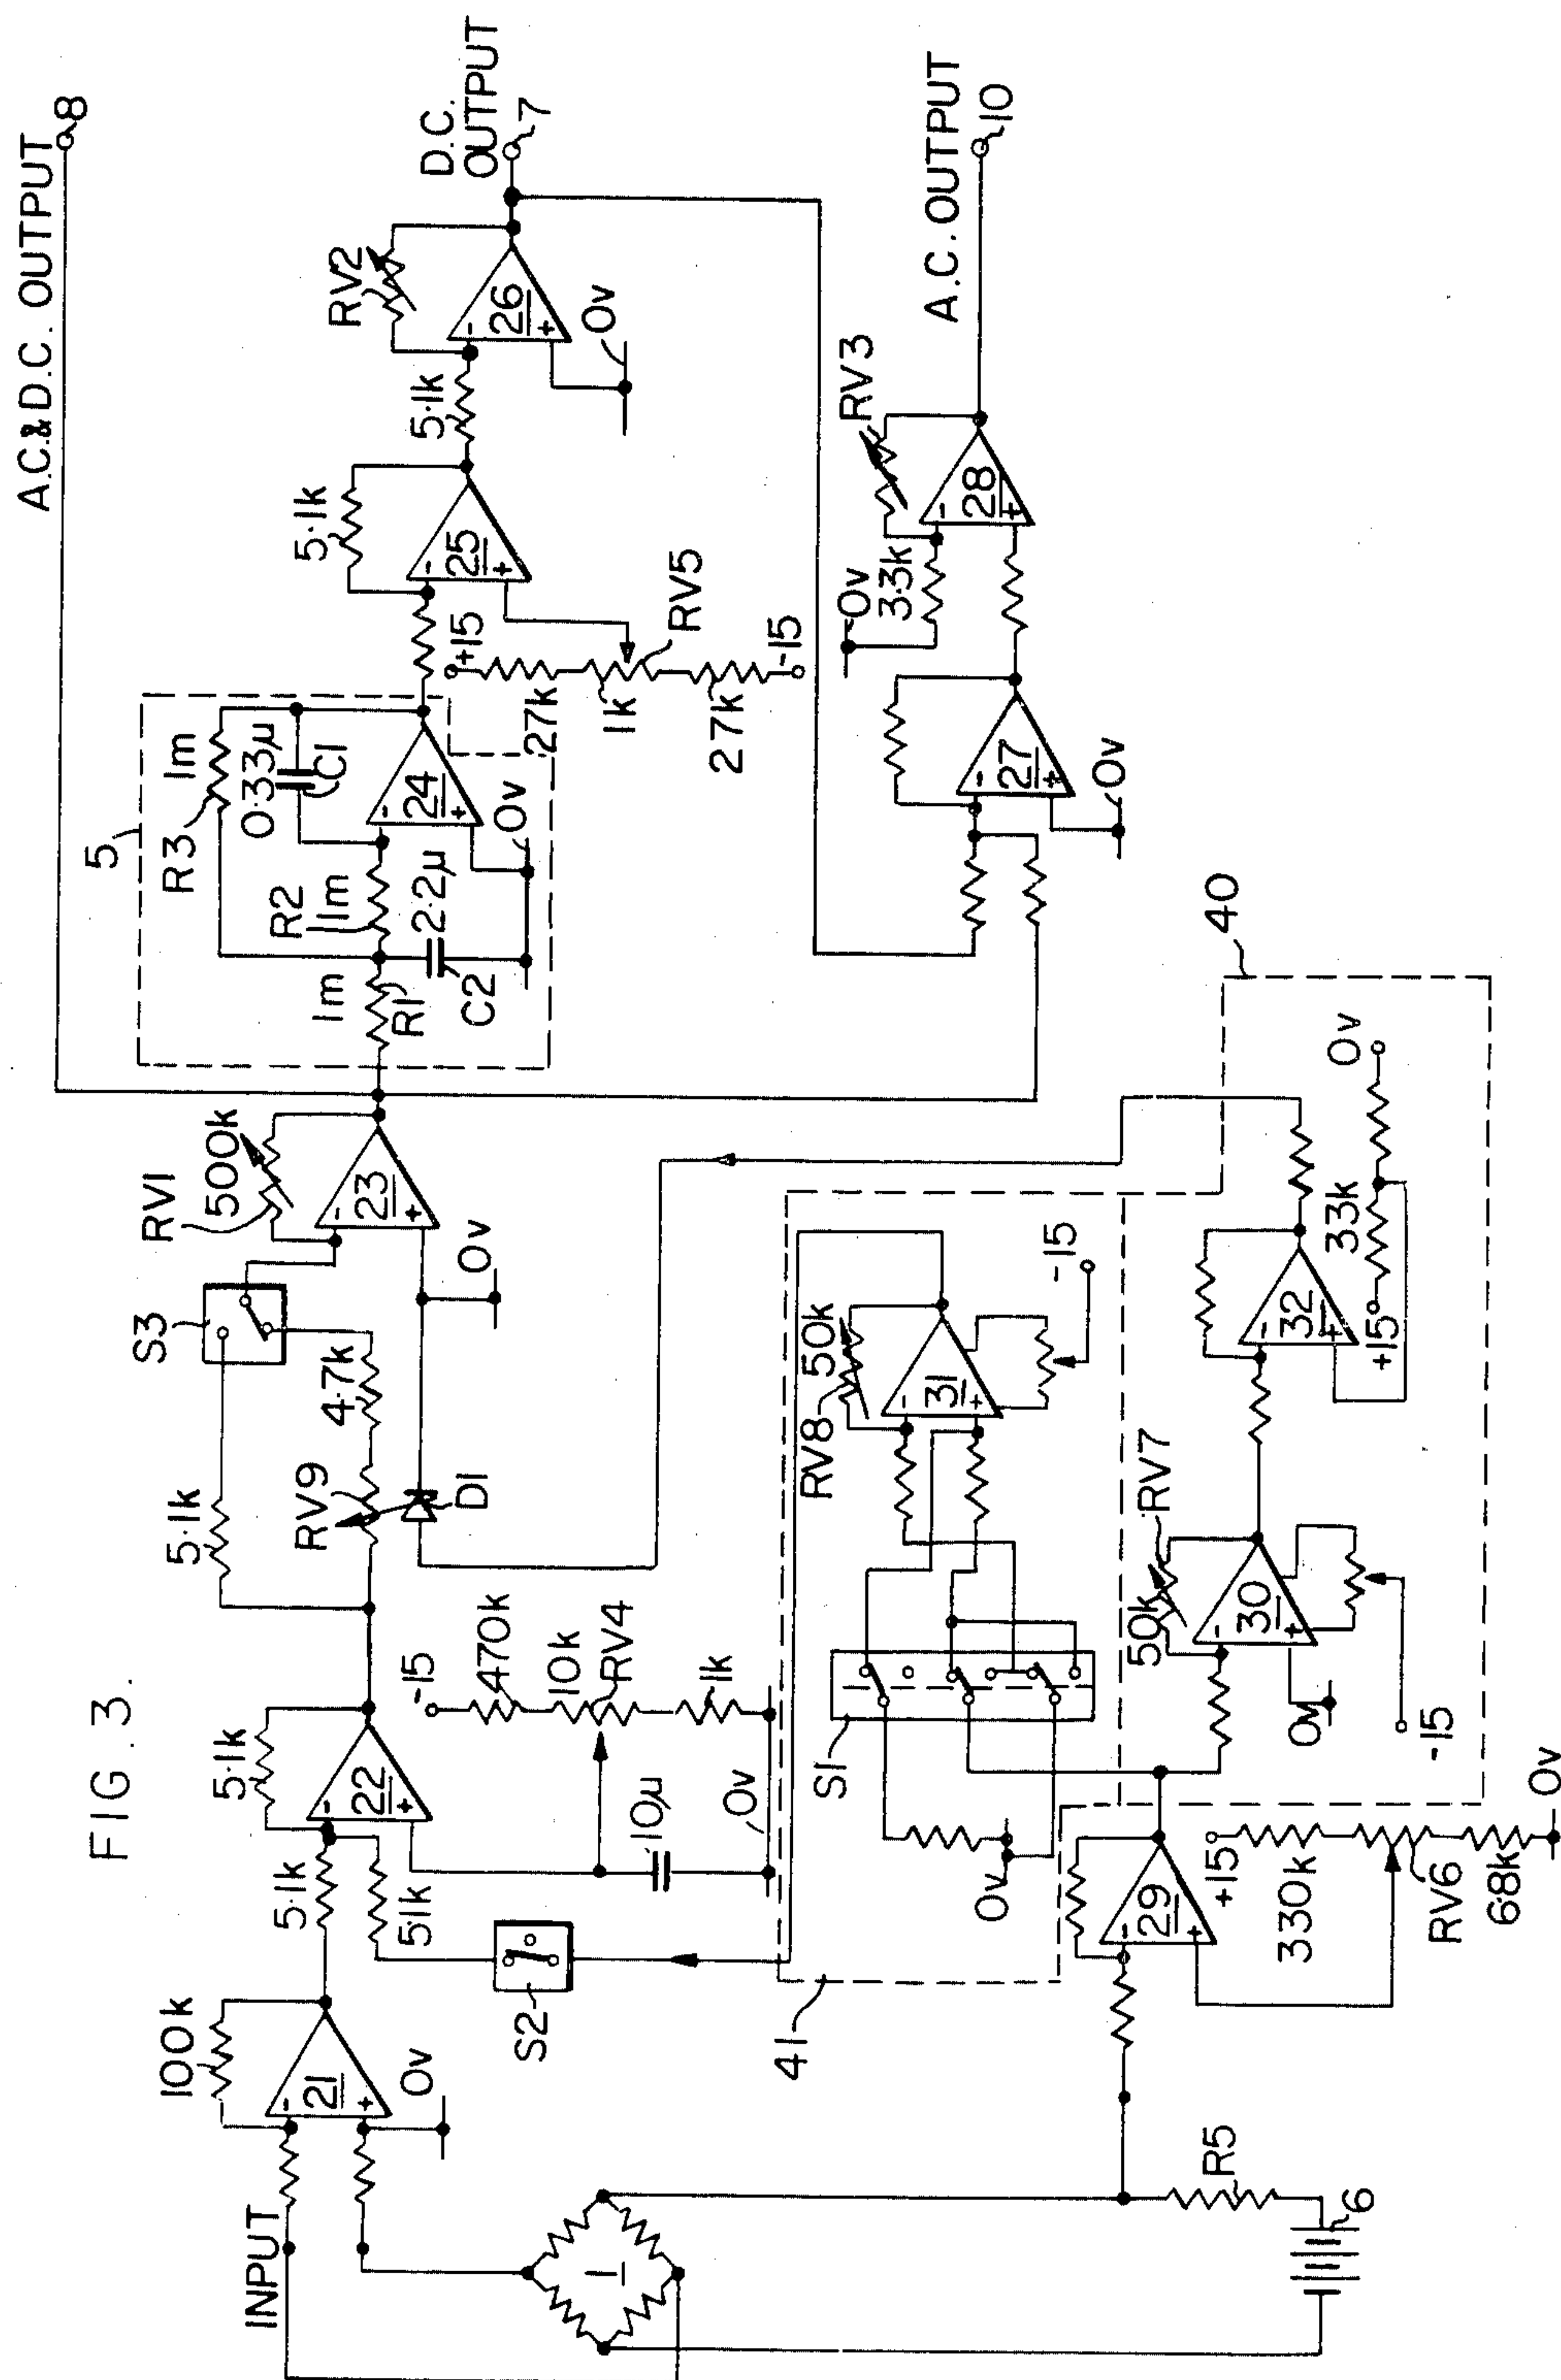 FIG. 3.
A.C.& D.C. OUTPUT
8
D.C.
OUTPUT
7
A.C. OUTPUT
10
INPUT
100k
21
-
+
0v
5·1k
5·1k
22
-
+
5·1k
S2
10µ
0v
-15
470k
10k
RV4
1k
5·1k
RV9
4·7k
D1
S3
RV1
500k
23
-
+
0v
5
R3
1m
0·33µ
C1
R2
1m
1m
R1
2·2µ
C2
24
-
+
0v
5·1k
25
-
+
+15
27k
1k
RV5
27k
-15
5·1k
RV2
26
-
+
0v
27
-
+
0v
0v
3·3k
RV3
28
-
+
41
S1
0v
RV8
50k
31
-
+
-15
40
50k
RV7
30
-
+
0v
-15
32
-
+
+15
33k
0v
29
-
+
+15
330k
RV6
68k
0v
1
R5
6